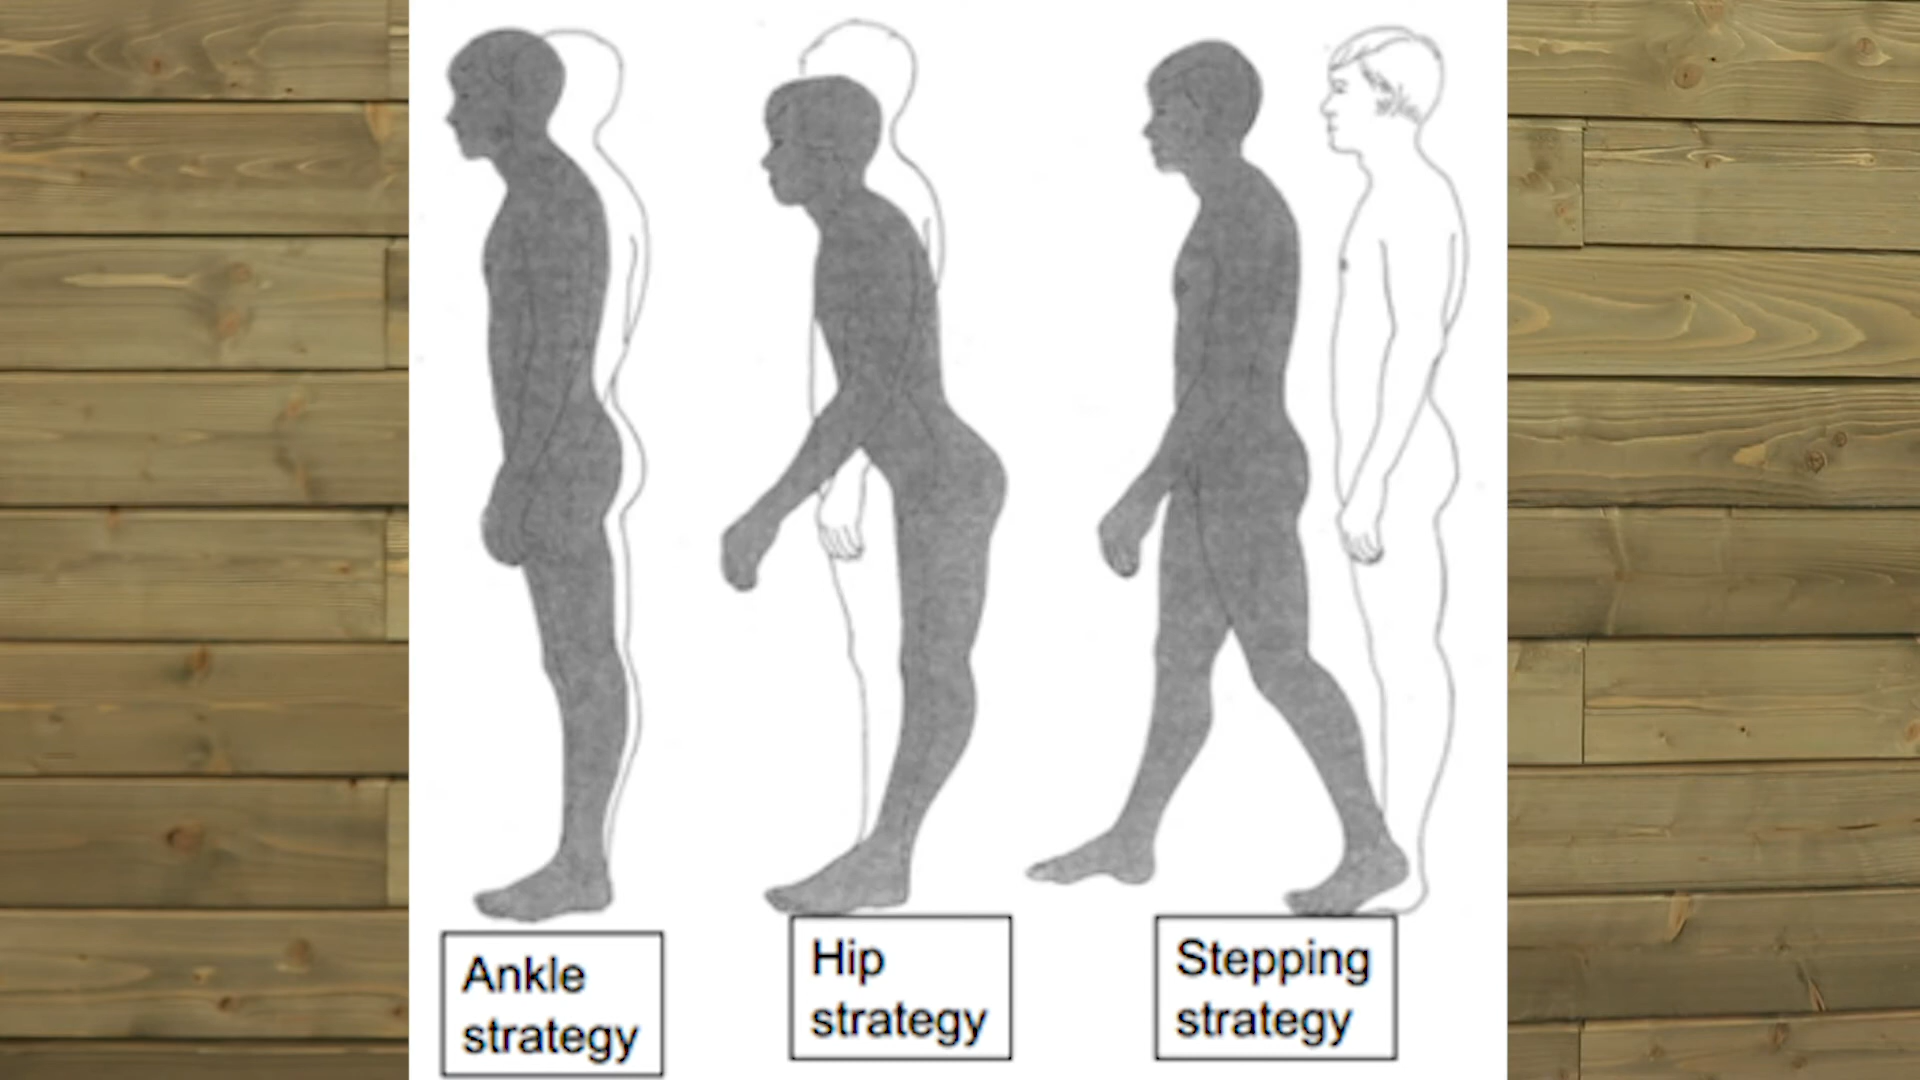 Ankle
strategy
Hip
strategy
Stepping
strategy